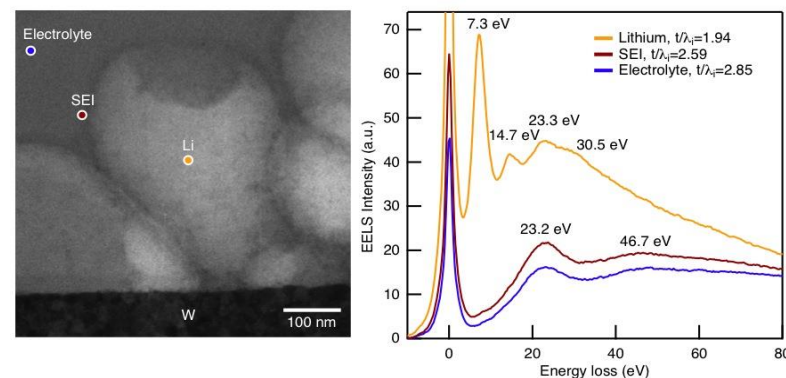 Electrolyte
SEI
Li
W
100 nm
70
60
50
40
30
20
10
0
EELS Intensity (a.u.)
7.3 eV
14.7 eV
23.3 eV
30.5 eV
23.2 eV
46.7 eV
Lithium, t/λi=1.94
SEI, t/λi=2.59
Electrolyte, t/λi=2.85
0
20
40
60
80
Energy loss (eV)